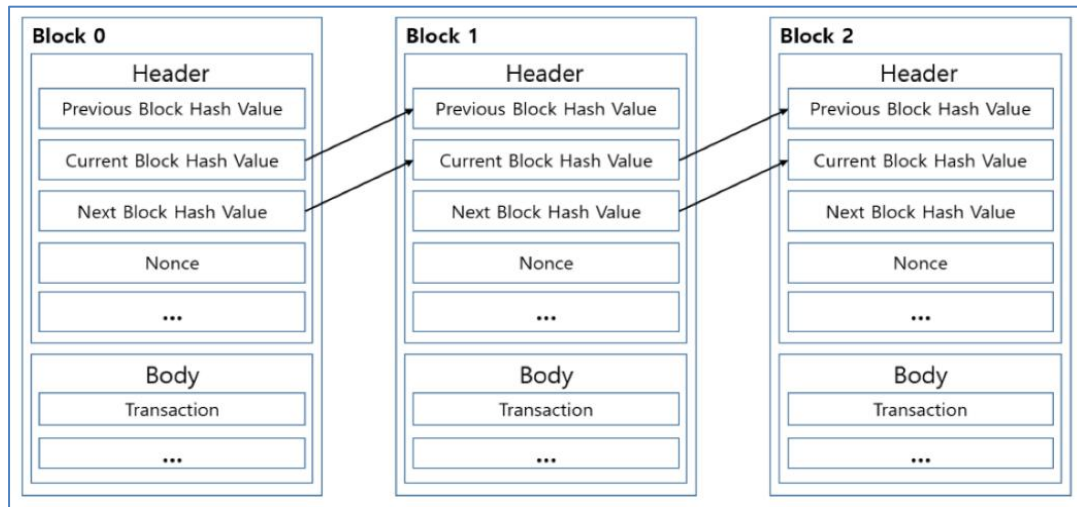 Block 0
Header
Previous Block Hash Value
Current Block Hash Value
Next Block Hash Value
Nonce
...
Body
Transaction
...
Block 1
Header
Previous Block Hash Value
Current Block Hash Value
Next Block Hash Value
Nonce
...
Body
Transaction
...
Block 2
Header
Previous Block Hash Value
Current Block Hash Value
Next Block Hash Value
Nonce
...
Body
Transaction
...